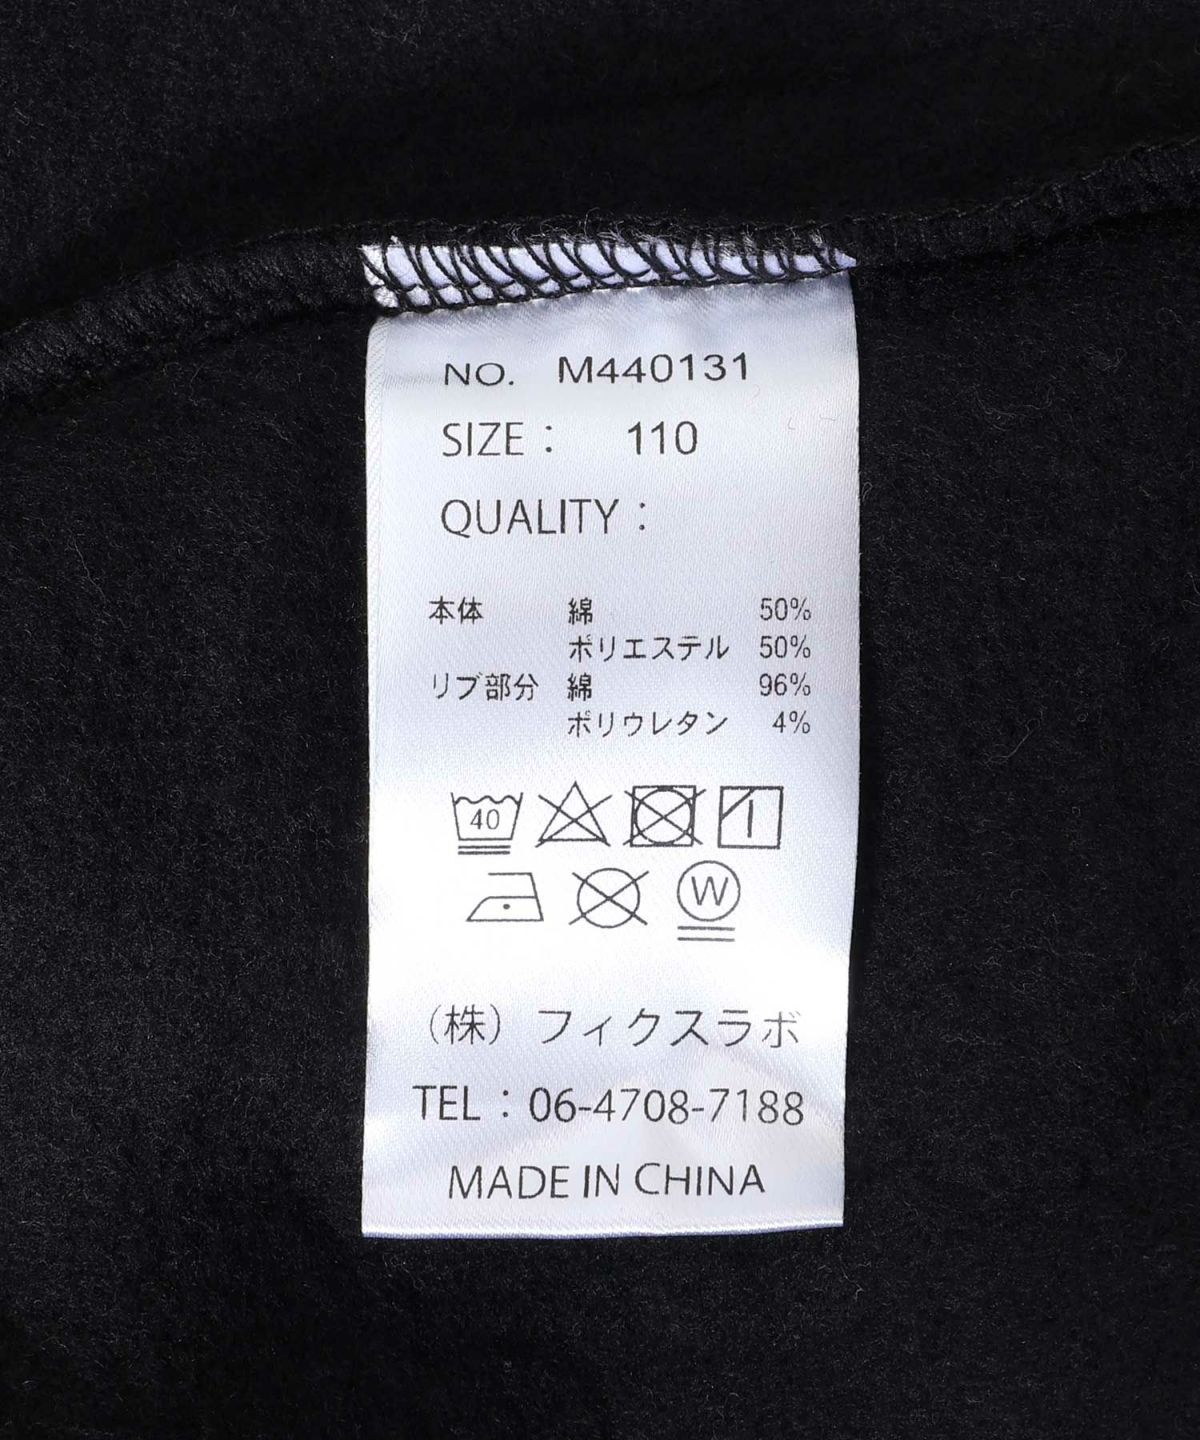 NO. M440131
SIZE : 110
QUALITY :
本体 綿 50%
ポリエステル 50%
リブ部分 綿 96%
ポリウレタン 4%
40
W
(株) フィクスラボ
TEL : 06-4708-7188
MADE IN CHINA